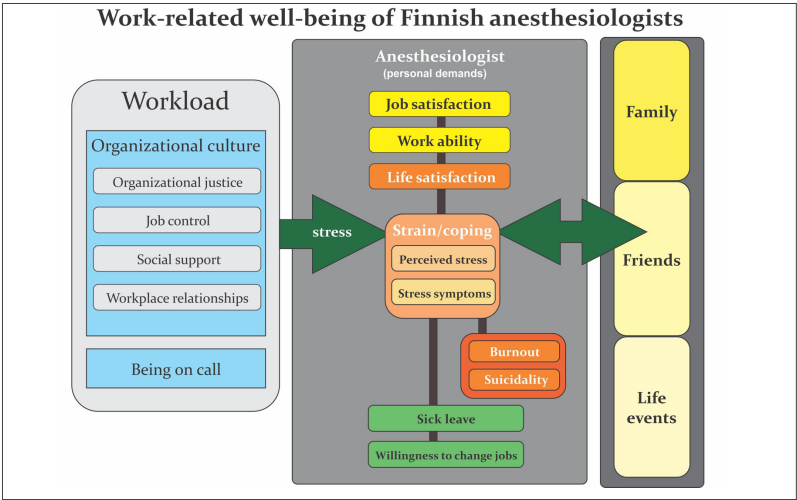 Work-related well-being of Finnish anesthesiologists
Workload
Organizational culture
Organizational justice
Job control
Social support
Workplace relationships
Being on call
stress
Anesthesiologist
(personal demands)
Job satisfaction
Work ability
Life satisfaction
Strain/coping
Perceived stress
Stress symptoms
Burnout
Suicidality
Sick leave
Willingness to change jobs
Family
Friends
Life
events